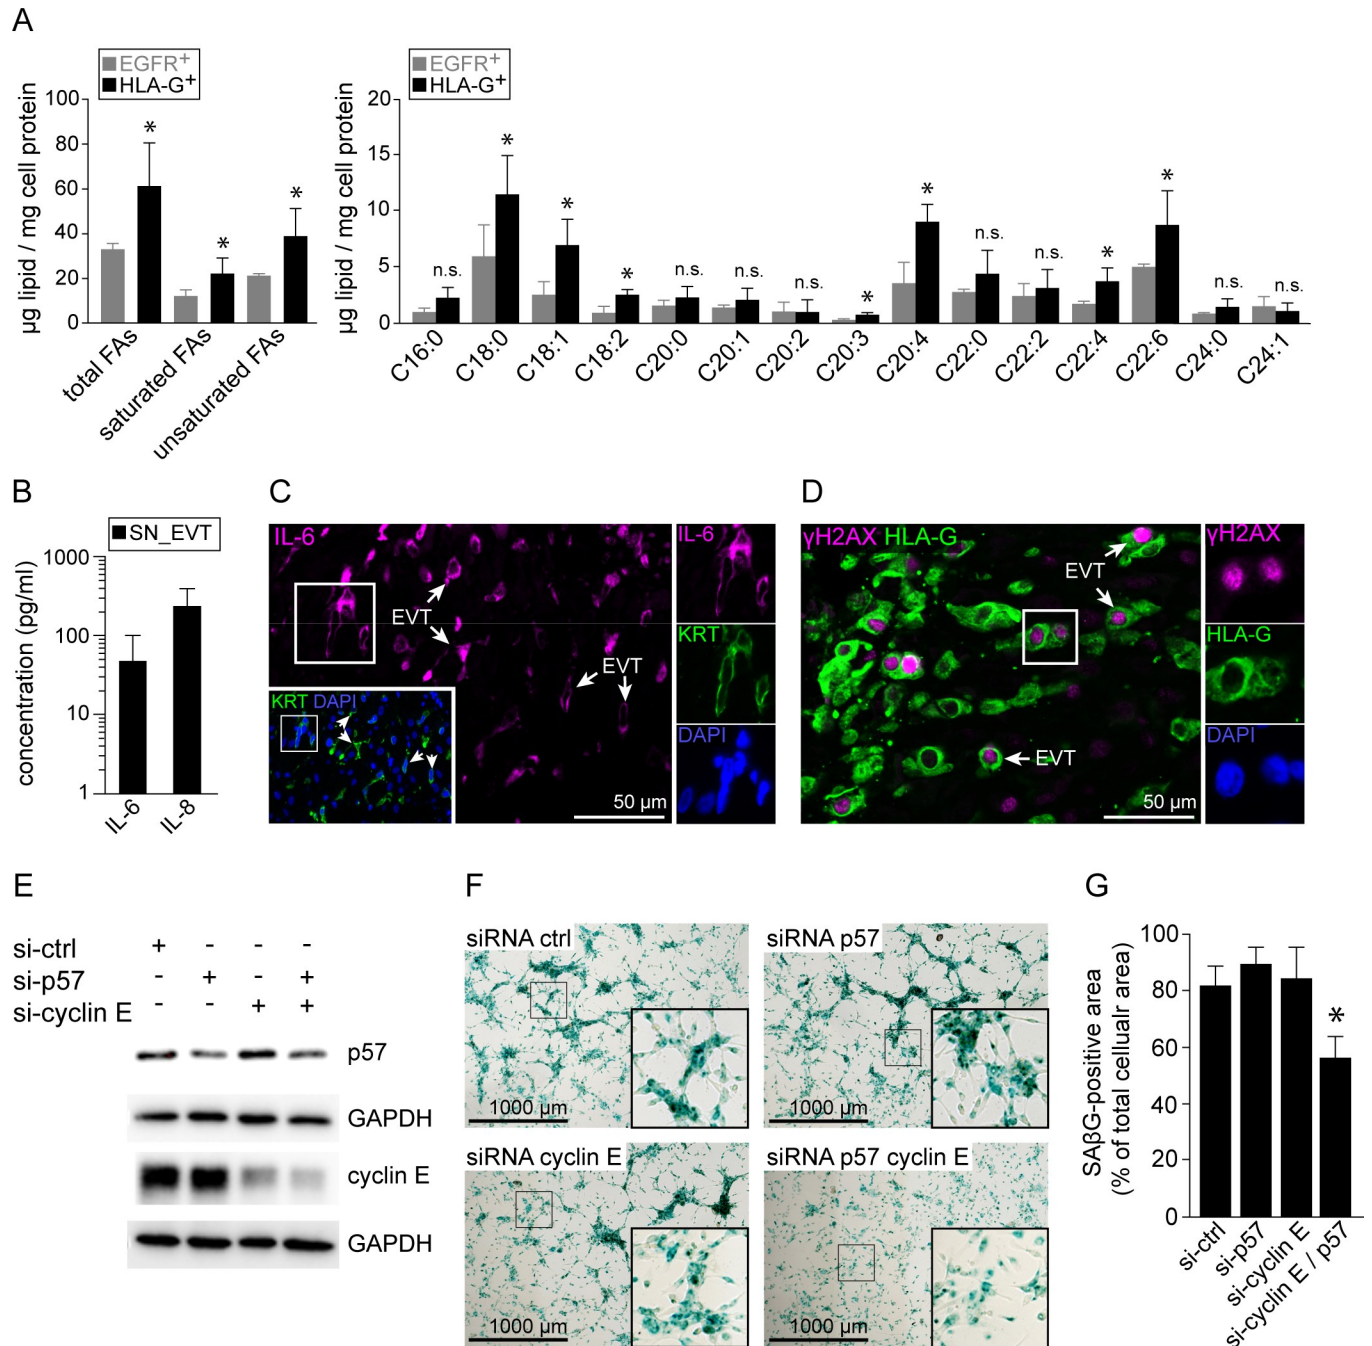 A
EGFR+
HLA-G+
µg lipid / mg cell protein
100
80
60
40
20
0
total FAs
saturated FAs
unsaturated FAs
EGFR+
HLA-G+
µg lipid / mg cell protein
20
15
10
5
0
n.s.
*
*
*
n.s.
n.s.
n.s.
*
*
n.s.
n.s.
*
*
n.s.
n.s.
*
*
*
C16:0
C18:0
C18:1
C18:2
C20:0
C20:1
C20:2
C20:3
C20:4
C22:0
C22:2
C22:4
C22:6
C24:0
C24:1
B
SN_EVT
concentration (pg/ml)
1000
100
10
1
IL-6
IL-8
C
IL-6
EVT
EVT
KRT DAPI
50 µm
IL-6
KRT
DAPI
D
γH2AX HLA-G
EVT
EVT
50 µm
γH2AX
HLA-G
DAPI
E
si-ctrl + - - -
si-p57 - + - +
si-cyclin E - - + +
p57
GAPDH
cyclin E
GAPDH
F
siRNA ctrl
1000 µm
siRNA p57
1000 µm
siRNA cyclin E
1000 µm
siRNA p57 cyclin E
1000 µm
G
SAβG-positive area
(% of total cellualr area)
100
80
60
40
20
0
*
si-ctrl
si-p57
si-cyclin E
si-cyclin E / p57